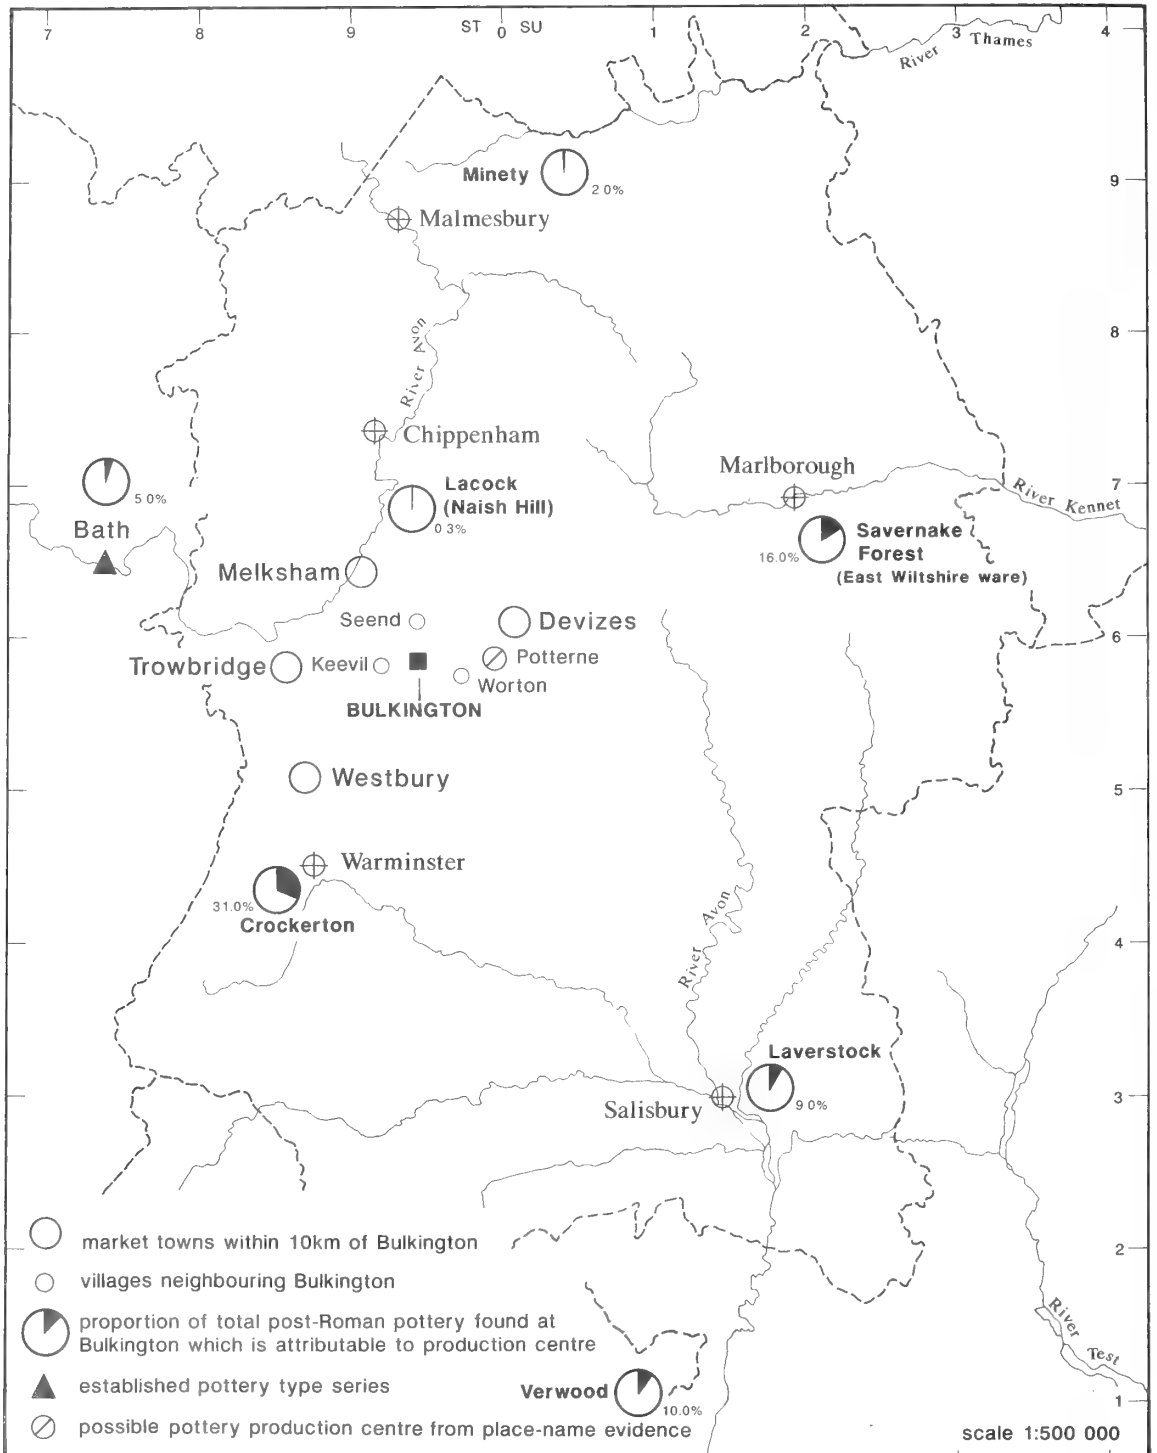 7
8
9
ST 0 SU
1
2
3
4
River Thames
Minety
2 0%
9
Malmesbury
River Avon
8
Chippenham
Marlborough
5 0%
Bath
Lacock
(Naish Hill)
0 3%
7
River Kennet
Savernake
Forest
16.0%
(East Wiltshire ware)
Melksham
Seend
Devizes
6
Trowbridge
Keevil
Potterne
Worton
BULKINGTON
Westbury
5
Warminster
31.0%
Crockerton
River Avon
4
Laverstock
9 0%
Salisbury
3
market towns within 10km of Bulkington
2
villages neighbouring Bulkington
proportion of total post-Roman pottery found at
Bulkington which is attributable to production centre
River Test
established pottery type series
Verwood
10.0%
1
possible pottery production centre from place-name evidence
scale 1:500 000